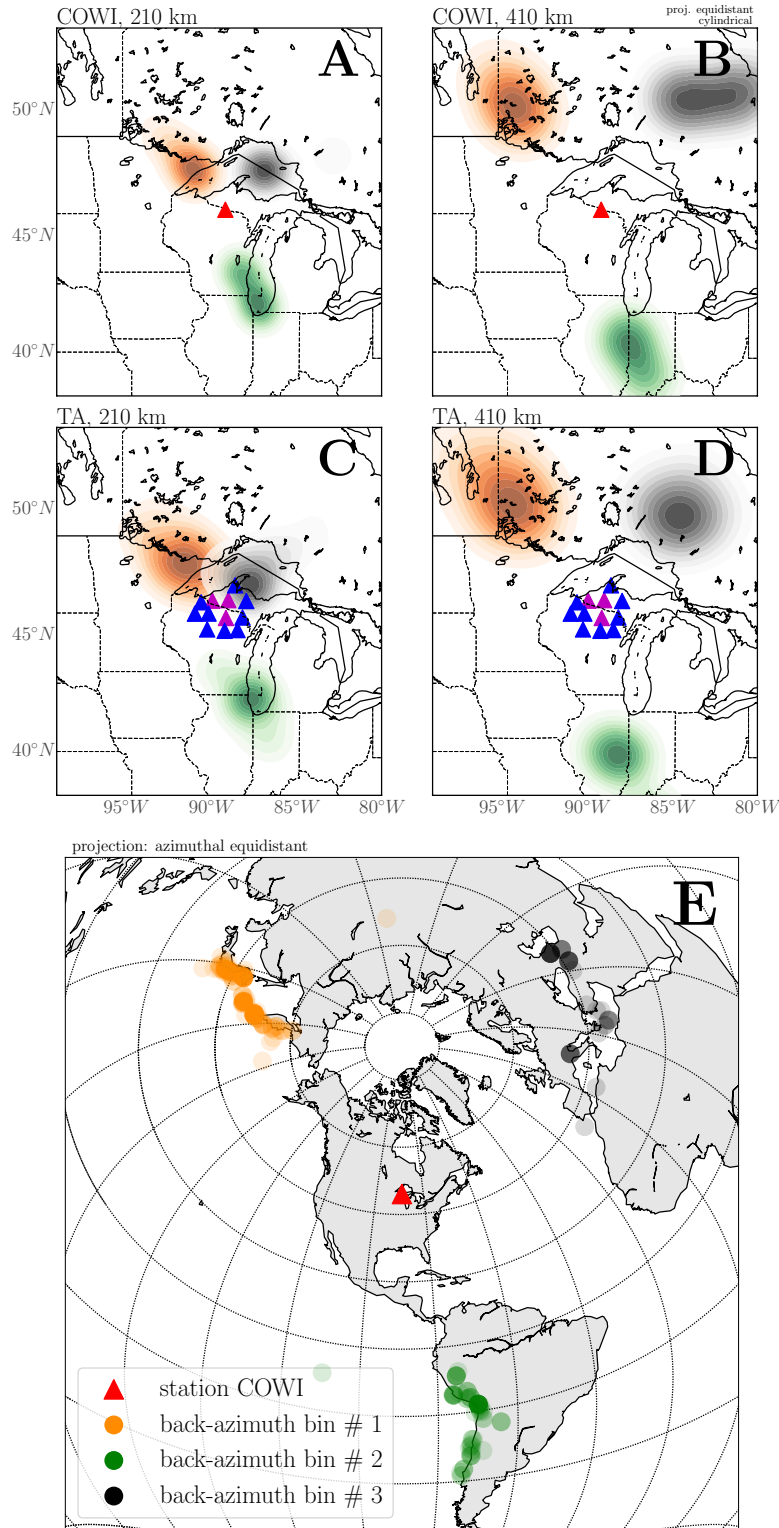 COWI, 210 km
COWI, 410 km
proj. equidistant
cylindrical
A
B
50°N
45°N
40°N
TA, 210 km
TA, 410 km
C
D
50°N
45°N
40°N
95°W 90°W 85°W 80°W
95°W 90°W 85°W 80°W
projection: azimuthal equidistant
E
station COWI
back-azimuth bin # 1
back-azimuth bin # 2
back-azimuth bin # 3